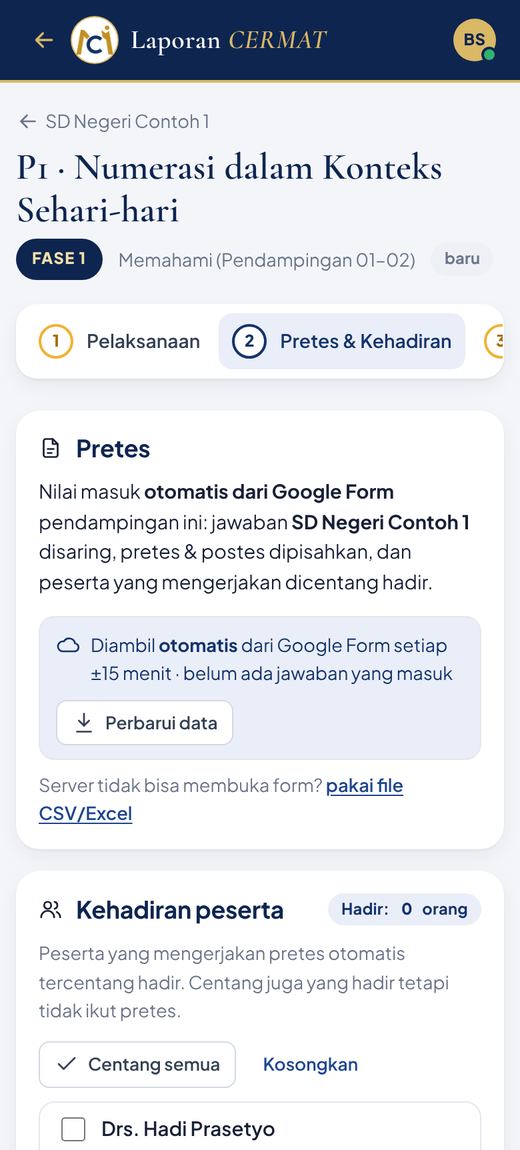 Laporan CERMAT
BS
SD Negeri Contoh 1
P1 · Numerasi dalam Konteks
Sehari-hari
FASE 1
Memahami (Pendampingan 01–02)
baru
1 Pelaksanaan
2 Pretes & Kehadiran
3
Pretes
Nilai masuk otomatis dari Google Form
pendampingan ini: jawaban SD Negeri Contoh 1
disaring, pretes & postes dipisahkan, dan
peserta yang mengerjakan dicentang hadir.
Diambil otomatis dari Google Form setiap
±15 menit · belum ada jawaban yang masuk
Perbarui data
Server tidak bisa membuka form? pakai file
CSV/Excel
Kehadiran peserta
Hadir: 0 orang
Peserta yang mengerjakan pretes otomatis
tercentang hadir. Centang juga yang hadir tetapi
tidak ikut pretes.
Centang semua
Kosongkan
Drs. Hadi Prasetyo